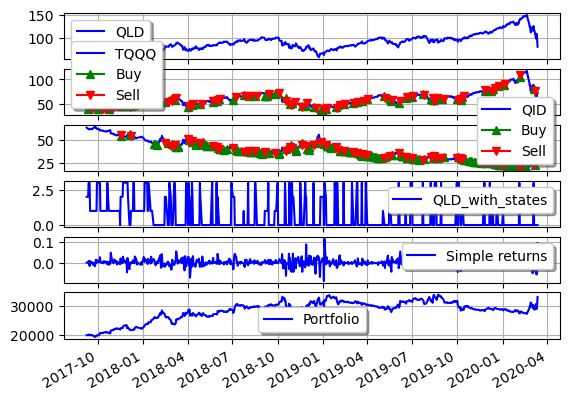 150
100
QLD
100
50
TQQQ
Buy
Sell
50
25
QID
Buy
Sell
2.5
0.0
QLD_with_states
0.1
0.0
Simple returns
30000
20000
Portfolio
2017-10
2018-01
2018-04
2018-07
2018-10
2019-01
2019-04
2019-07
2019-10
2020-01
2020-04